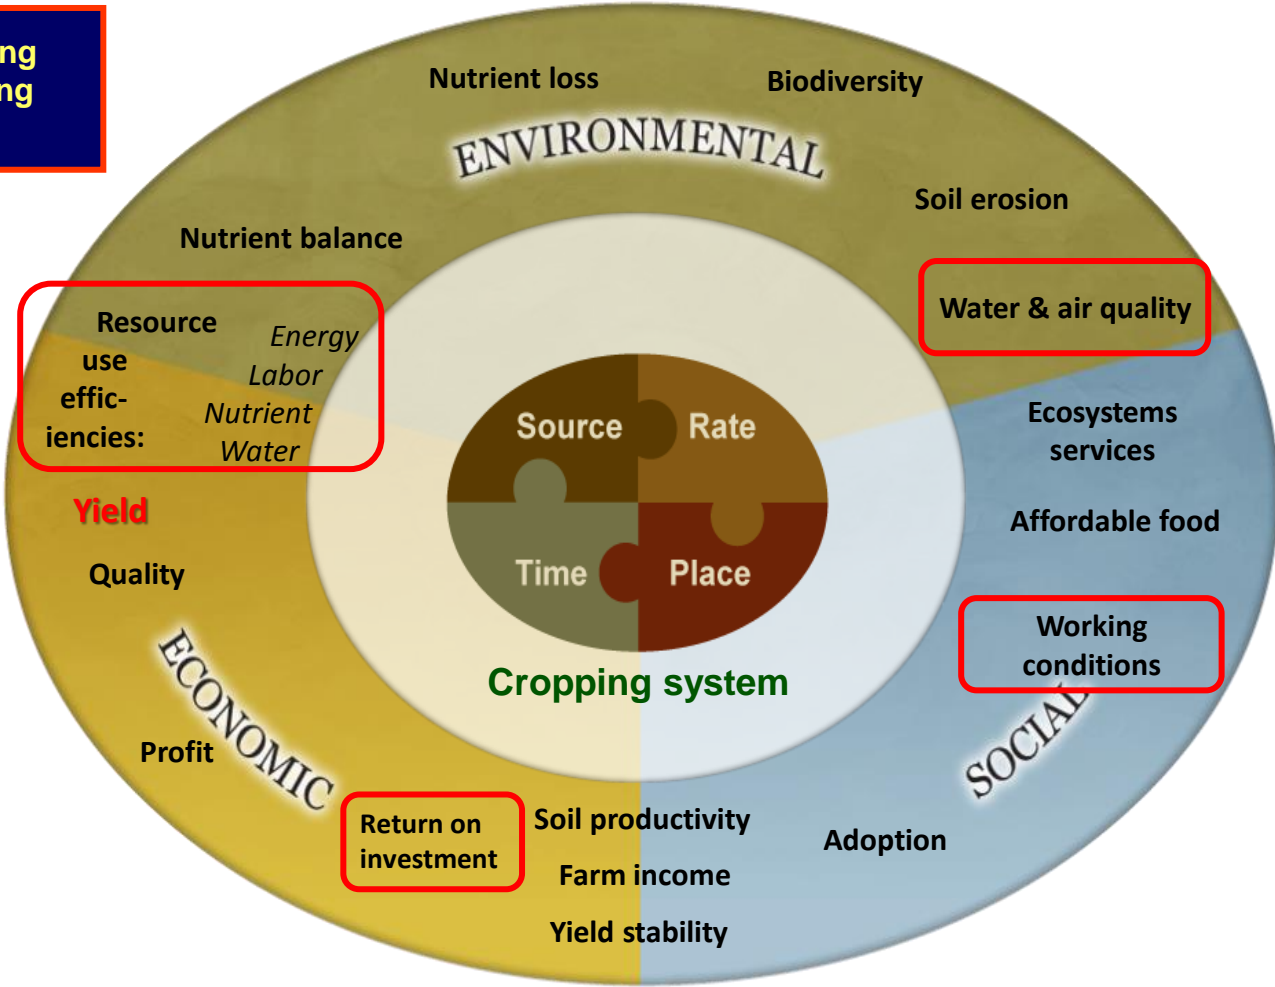 ng
ng
Nutrient loss
Biodiversity
ENVIRONMENTAL
Soil erosion
Nutrient balance
Water & air quality
Resource
use
effic-
iencies:
Energy
Labor
Nutrient
Water
Yield
Quality
Source
Rate
Time
Place
Cropping system
Ecosystems
services
Affordable food
Working
conditions
ECONOMIC
SOCIAL
Profit
Return on
investment
Soil productivity
Farm income
Yield stability
Adoption